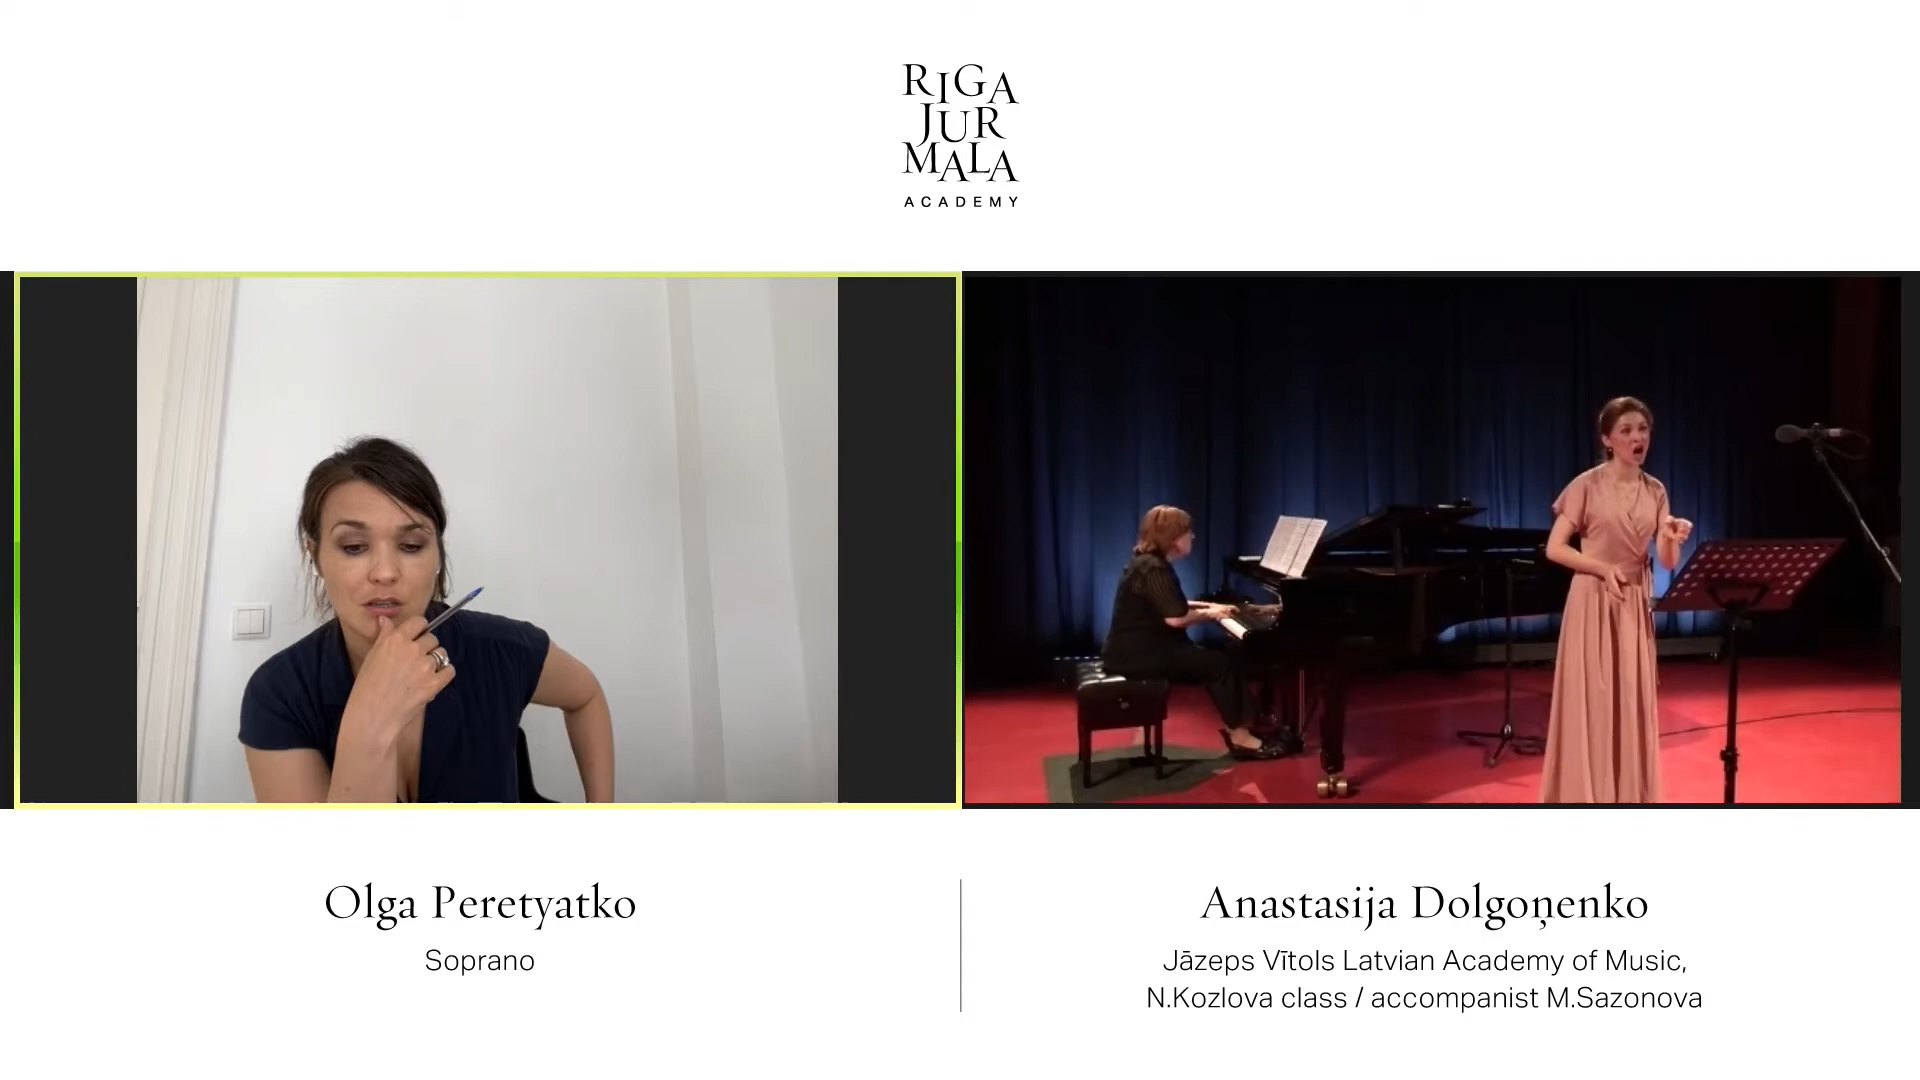 RIGA
JUR
MALA
ACADEMY
Olga Peretyatko
Soprano
Anastasija Dolgoņenko
Jāzeps Vītols Latvian Academy of Music,
N.Kozlova class / accompanist M.Sazonova